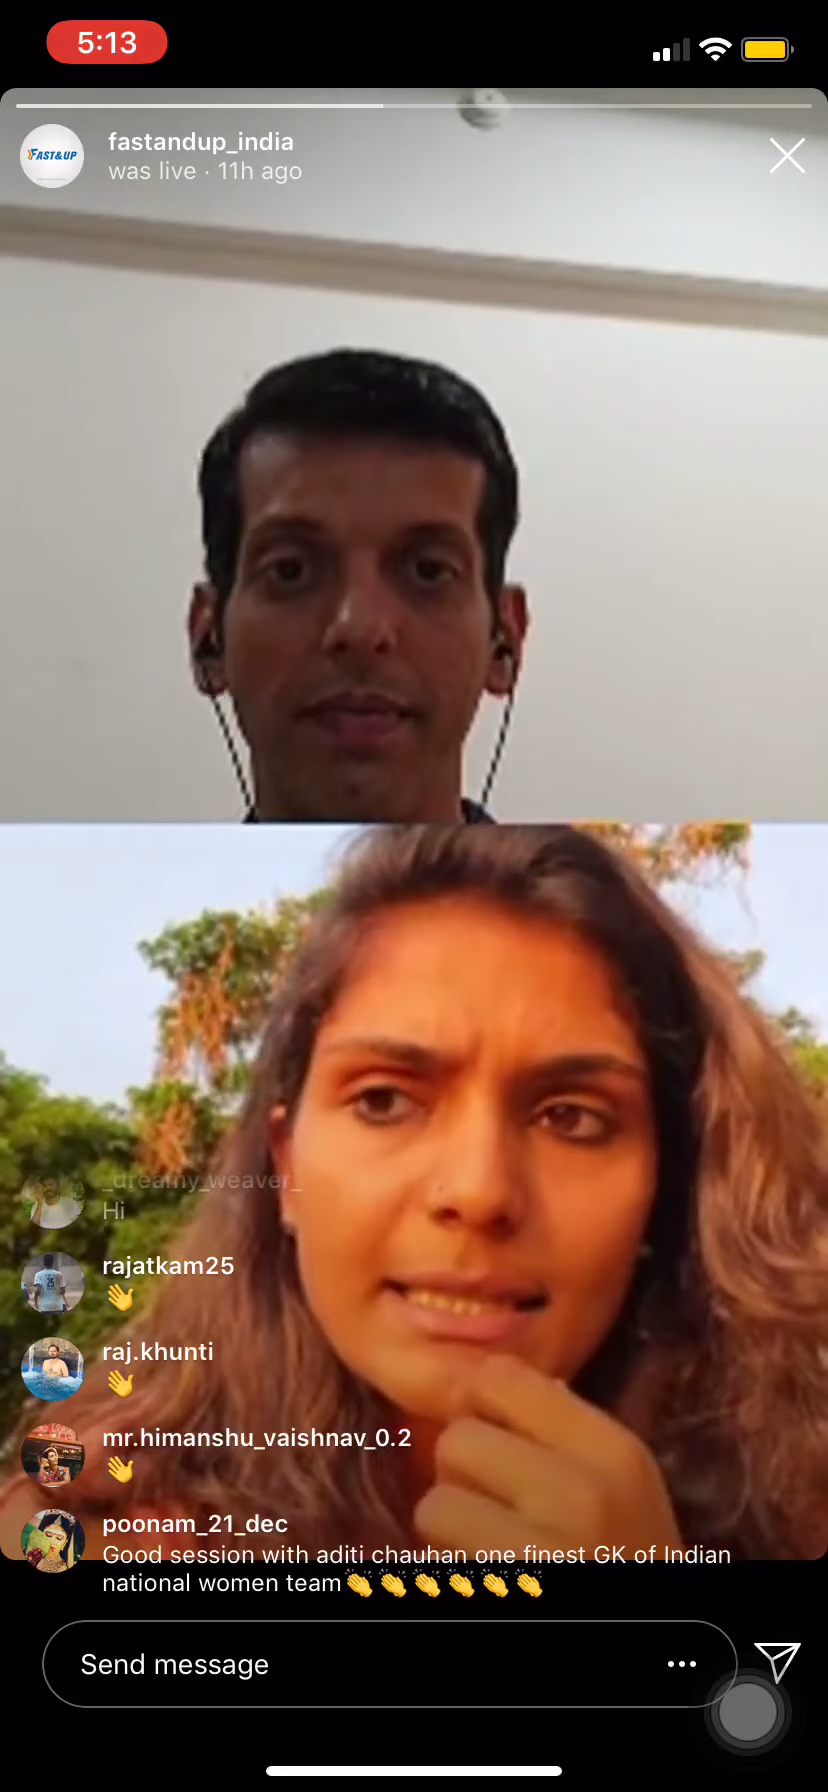 5:13
fastandup_india
FAST&UP
was live · 11h ago
_dreamy_weaver_
Hi
rajatkam25
👋
raj.khunti
👋
mr.himanshu_vaishnav_0.2
👋
poonam_21_dec
Good session with aditi chauhan one finest GK of Indian
national women team👏👏👏👏👏👏
Send message